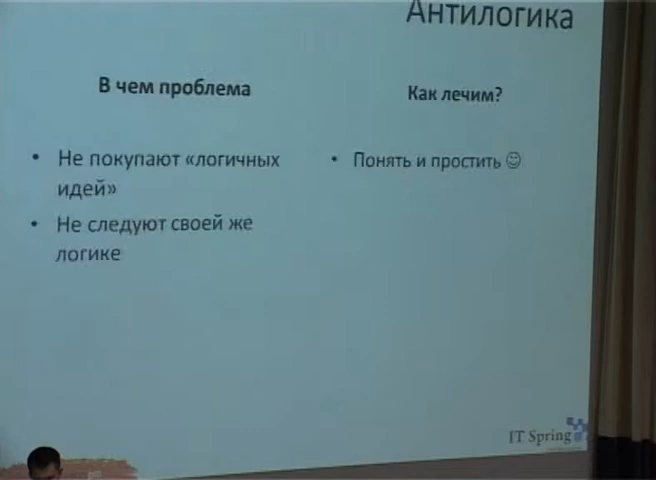 Антилогика
В чем проблема
Как лечим?
• Не покупают «логичных
идей»
• Не следуют своей же
логике
• Понять и простить ☺
IT Spring